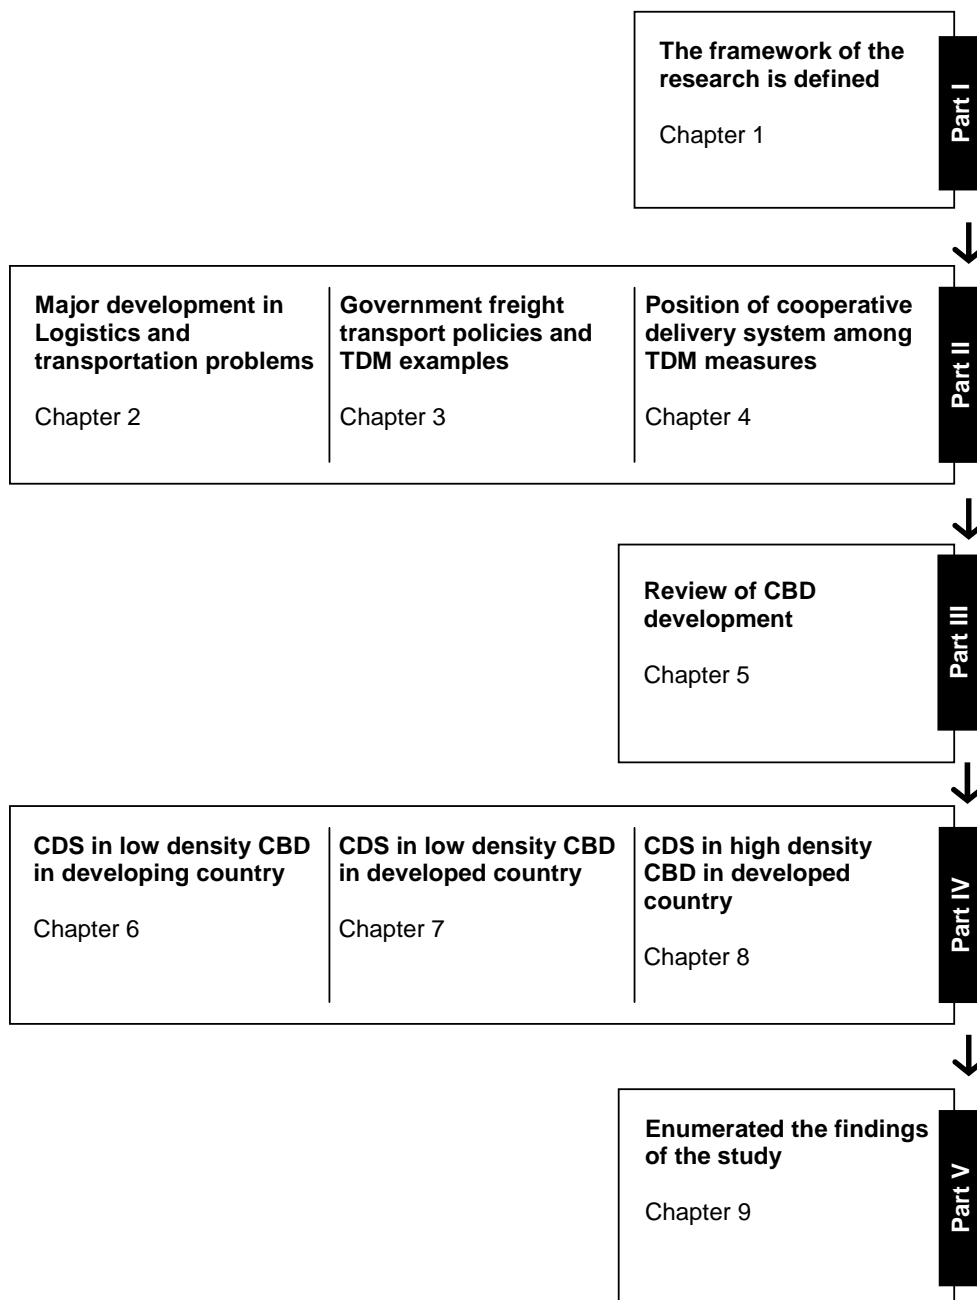 The framework of the
research is defined
Chapter 1
Part I
Major development in
Logistics and
transportation problems
Chapter 2
Government freight
transport policies and
TDM examples
Chapter 3
Position of cooperative
delivery system among
TDM measures
Chapter 4
Part II
Review of CBD
development
Chapter 5
Part III
CDS in low density CBD
in developing country
Chapter 6
CDS in low density CBD
in developed country
Chapter 7
CDS in high density
CBD in developed
country
Chapter 8
Part IV
Enumerated the findings
of the study
Chapter 9
Part V